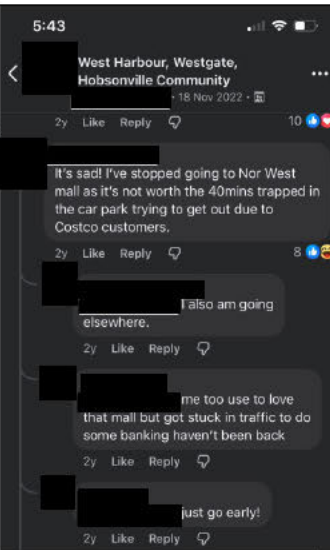 5:43
West Harbour, Westgate,
Hobsonville Community
· 18 Nov 2022 ·
2y Like Reply 10
It's sad! I've stopped going to Nor West
mall as it's not worth the 40mins trapped in
the car park trying to get out due to
Costco customers.
2y Like Reply 8
I also am going
elsewhere.
2y Like Reply
me too use to love
that mall but got stuck in traffic to do
some banking haven't been back
2y Like Reply
just go early!
2y Like Reply